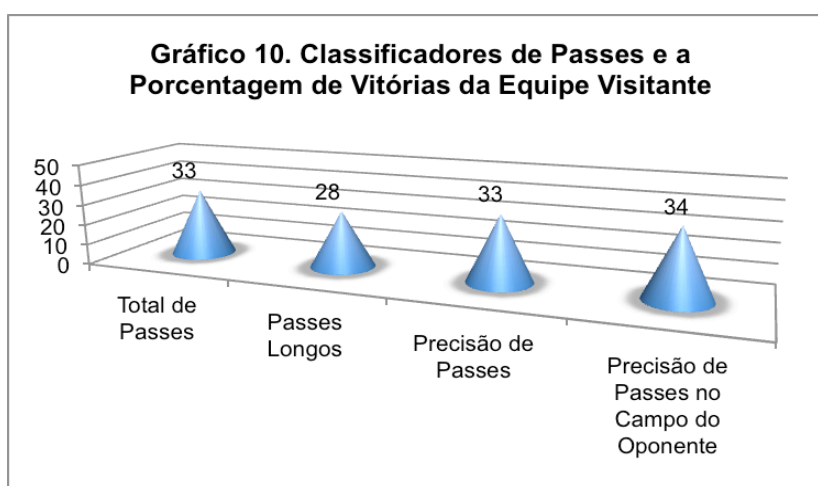 Gráfico 10. Classificadores de Passes e a
Porcentagem de Vitórias da Equipe Visitante
50
40
30
20
10
0
33
28
33
34
Total de
Passes
Passes
Longos
Precisão de
Passes
Precisão de
Passes no
Campo do
Oponente